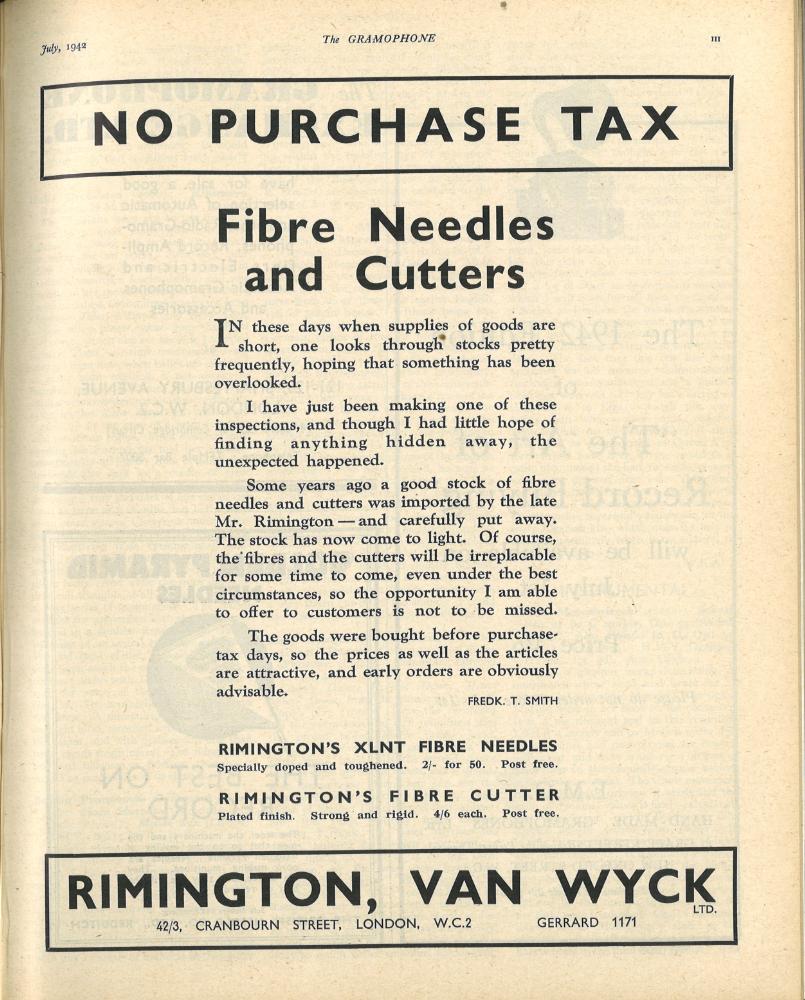 July, 1942
The GRAMOPHONE
III
NO PURCHASE TAX
Fibre Needles
and Cutters
IN these days when supplies of goods are
short, one looks through stocks pretty
frequently, hoping that something has been
overlooked.
I have just been making one of these
inspections, and though I had little hope of
finding anything hidden away, the
unexpected happened.
Some years ago a good stock of fibre
needles and cutters was imported by the late
Mr. Rimington — and carefully put away.
The stock has now come to light. Of course,
the fibres and the cutters will be irreplacable
for some time to come, even under the best
circumstances, so the opportunity I am able
to offer to customers is not to be missed.
The goods were bought before purchase-
tax days, so the prices as well as the articles
are attractive, and early orders are obviously
advisable.
FREDK. T. SMITH
RIMINGTON'S XLNT FIBRE NEEDLES
Specially doped and toughened. 2/- for 50. Post free.
RIMINGTON'S FIBRE CUTTER
Plated finish. Strong and rigid. 4/6 each. Post free.
RIMINGTON, VAN WYCK
LTD.
42/3, CRANBOURN STREET, LONDON, W.C.2 GERRARD 1171